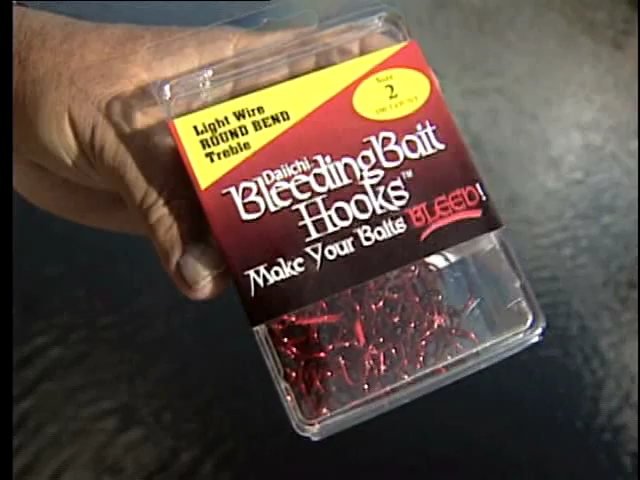 Light Wire
ROUND BEND
Treble
Size
2
Daiichi
BleedingBait
Hooks™
Make Your Baits BLEED!